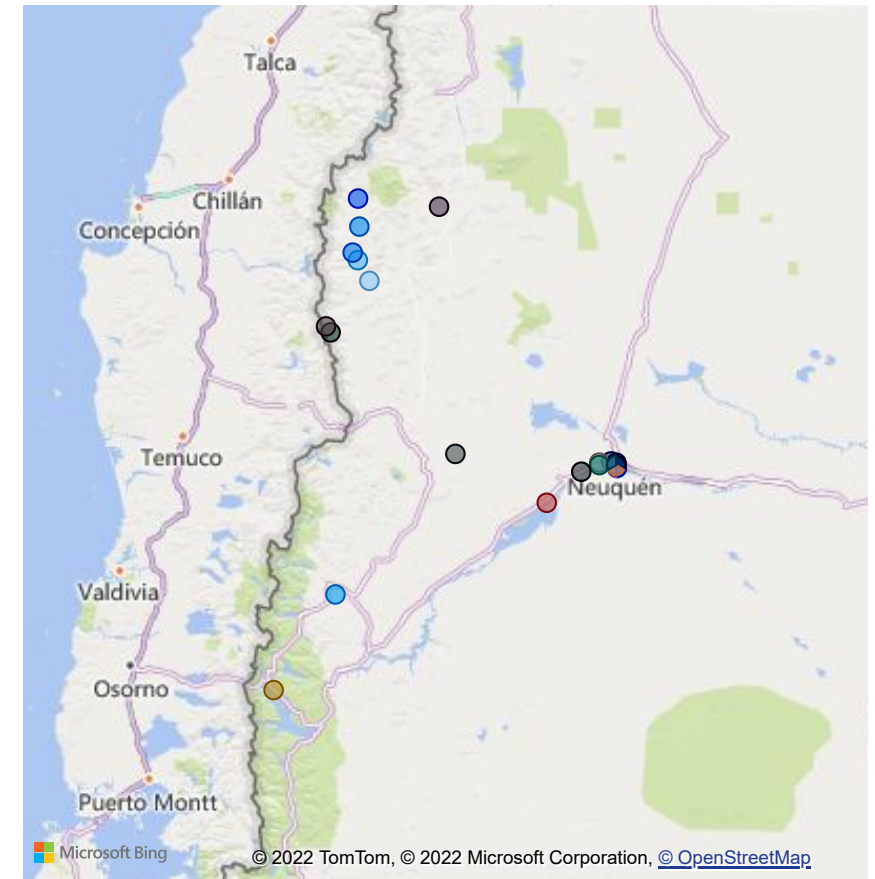 Talca
Chillán
Concepción
Temuco
Neuquén
Valdivia
Osorno
Puerto Montt
Microsoft Bing
© 2022 TomTom, © 2022 Microsoft Corporation, © OpenStreetMap